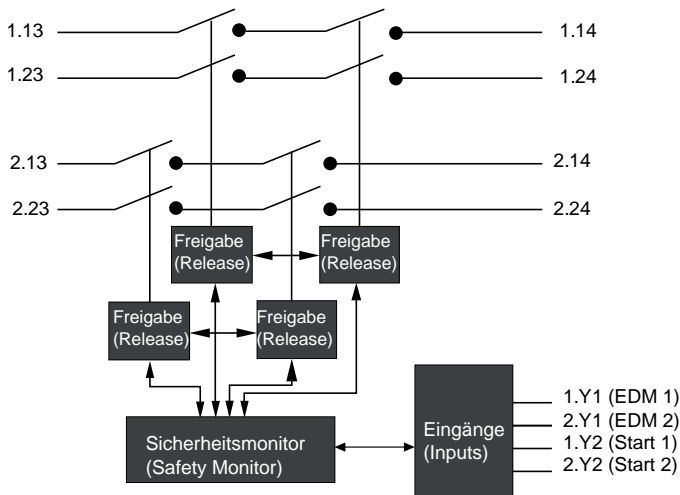 1.13
1.14
1.23
1.24
2.13
2.14
2.23
2.24
Freigabe
(Release)
Freigabe
(Release)
Freigabe
(Release)
Freigabe
(Release)
Sicherheitsmonitor
(Safety Monitor)
Eingänge
(Inputs)
1.Y1 (EDM 1)
2.Y1 (EDM 2)
1.Y2 (Start 1)
2.Y2 (Start 2)